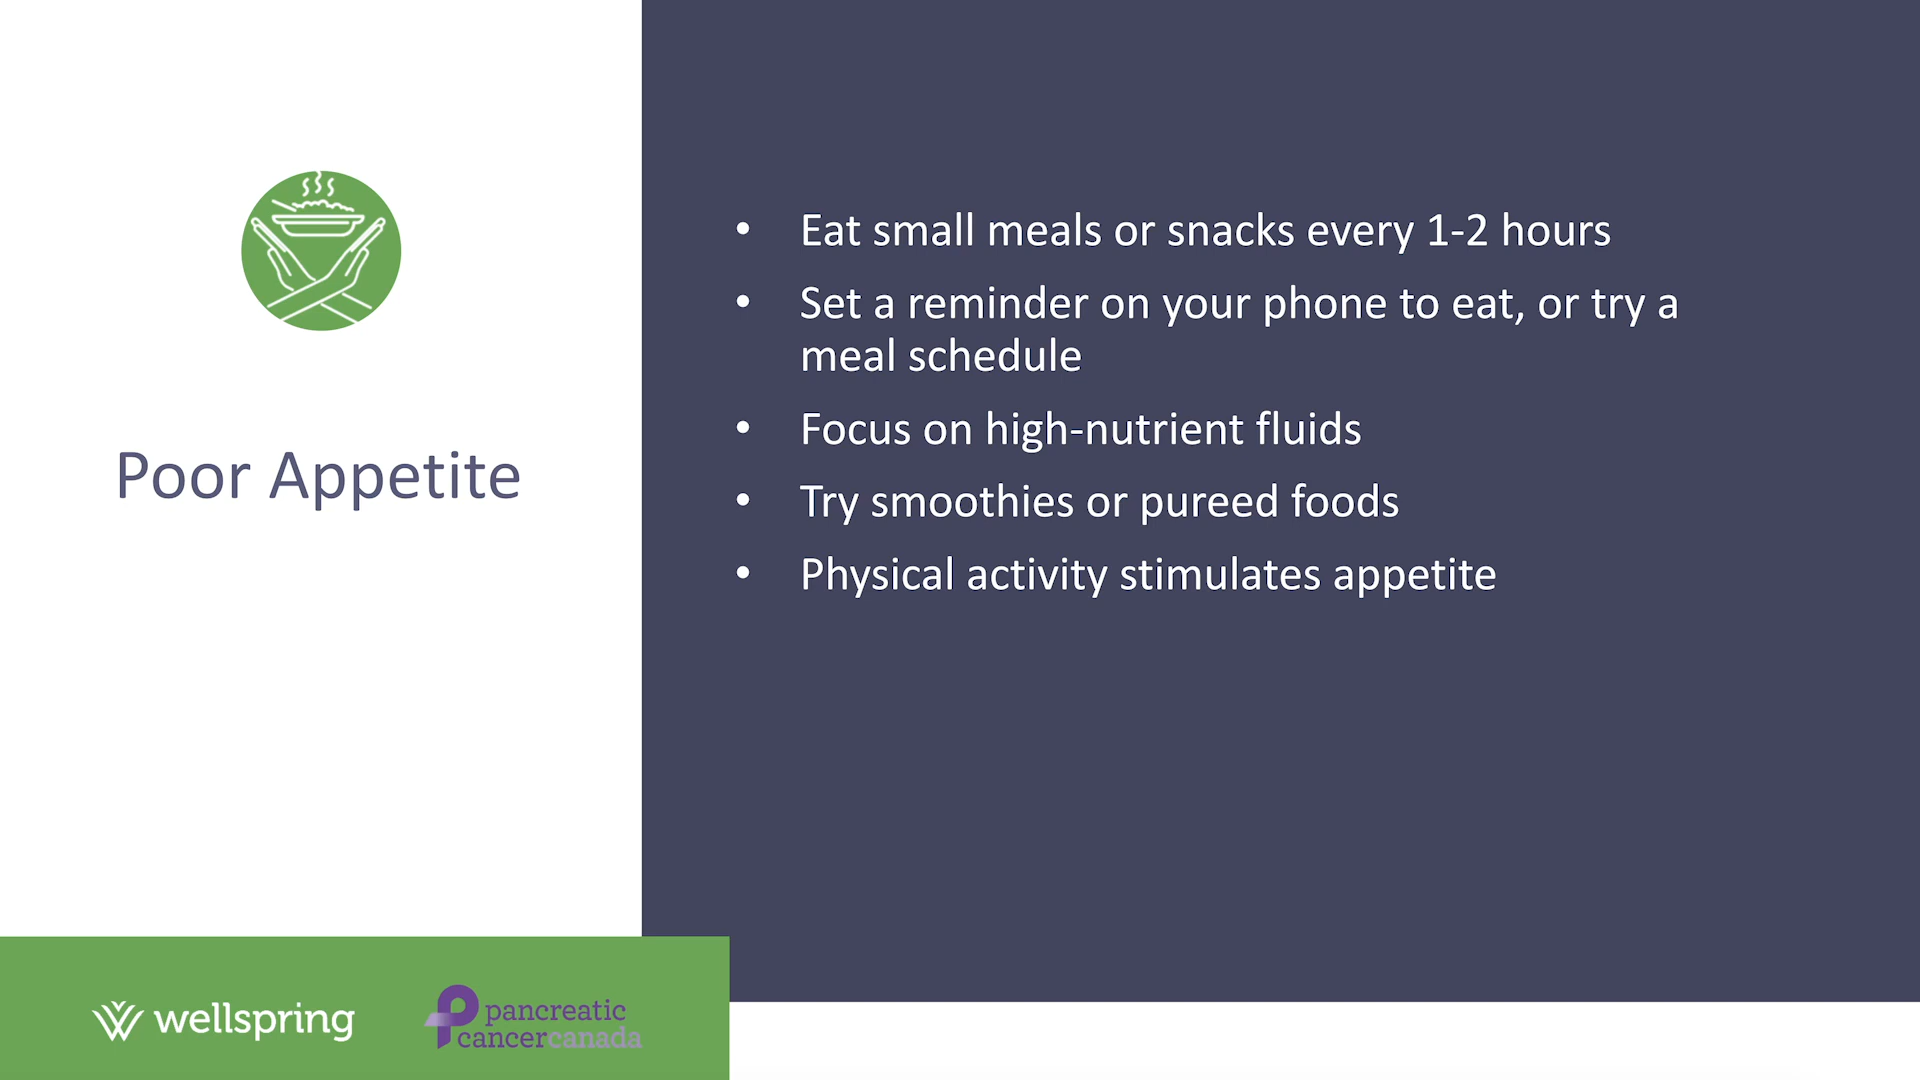 Poor Appetite
• Eat small meals or snacks every 1-2 hours
• Set a reminder on your phone to eat, or try a
meal schedule
• Focus on high-nutrient fluids
• Try smoothies or pureed foods
• Physical activity stimulates appetite
wellspring
pancreatic
cancercanada